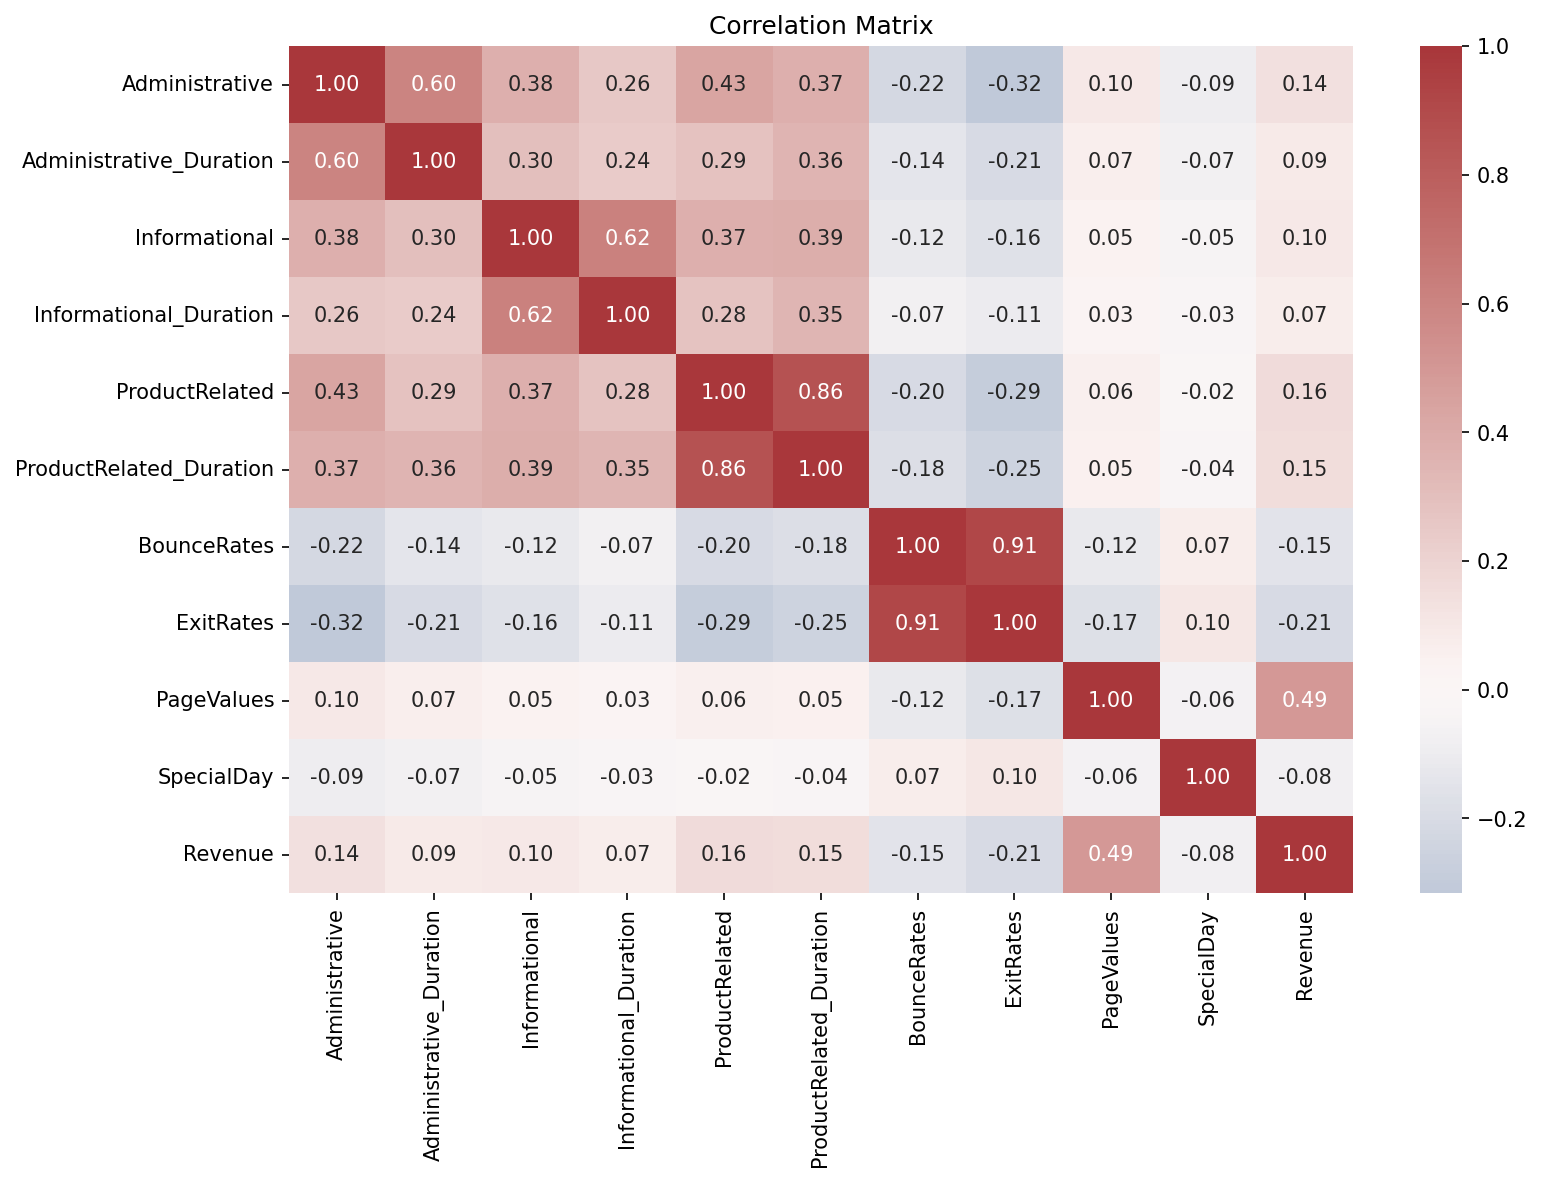 Correlation Matrix
Administrative 1.00 0.60 0.38 0.26 0.43 0.37 -0.22 -0.32 0.10 -0.09 0.14
Administrative_Duration 0.60 1.00 0.30 0.24 0.29 0.36 -0.14 -0.21 0.07 -0.07 0.09
Informational 0.38 0.30 1.00 0.62 0.37 0.39 -0.12 -0.16 0.05 -0.05 0.10
Informational_Duration 0.26 0.24 0.62 1.00 0.28 0.35 -0.07 -0.11 0.03 -0.03 0.07
ProductRelated 0.43 0.29 0.37 0.28 1.00 0.86 -0.20 -0.29 0.06 -0.02 0.16
ProductRelated_Duration 0.37 0.36 0.39 0.35 0.86 1.00 -0.18 -0.25 0.05 -0.04 0.15
BounceRates -0.22 -0.14 -0.12 -0.07 -0.20 -0.18 1.00 0.91 -0.12 0.07 -0.15
ExitRates -0.32 -0.21 -0.16 -0.11 -0.29 -0.25 0.91 1.00 -0.17 0.10 -0.21
PageValues 0.10 0.07 0.05 0.03 0.06 0.05 -0.12 -0.17 1.00 -0.06 0.49
SpecialDay -0.09 -0.07 -0.05 -0.03 -0.02 -0.04 0.07 0.10 -0.06 1.00 -0.08
Revenue 0.14 0.09 0.10 0.07 0.16 0.15 -0.15 -0.21 0.49 -0.08 1.00
Administrative
Administrative_Duration
Informational
Informational_Duration
ProductRelated
ProductRelated_Duration
BounceRates
ExitRates
PageValues
SpecialDay
Revenue
1.0
0.8
0.6
0.4
0.2
0.0
−0.2